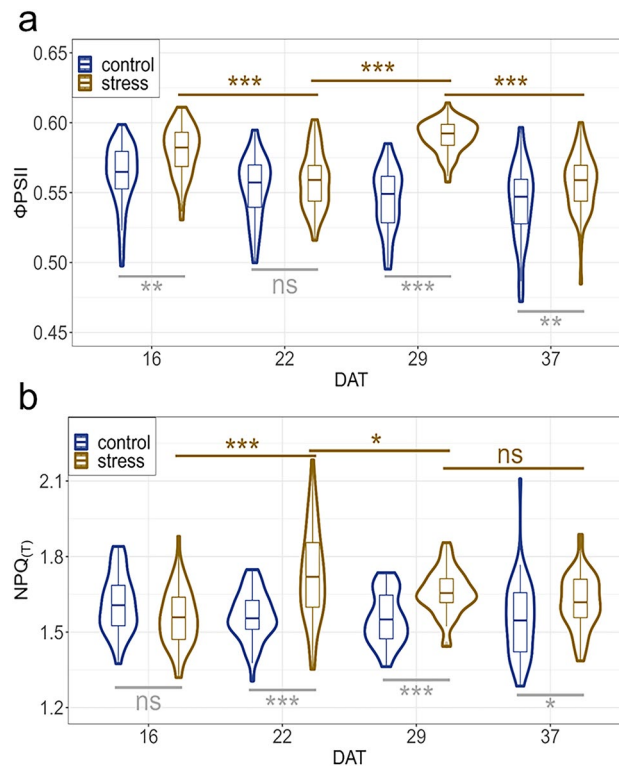 a
0.65
control
stress
***
***
***
0.60
0.55
0.50
0.45
ΦPSII
**
ns
***
**
16
22
29
37
DAT
b
control
stress
***
*
ns
2.1
1.8
1.5
1.2
NPQ(T)
ns
***
***
*
16
22
29
37
DAT